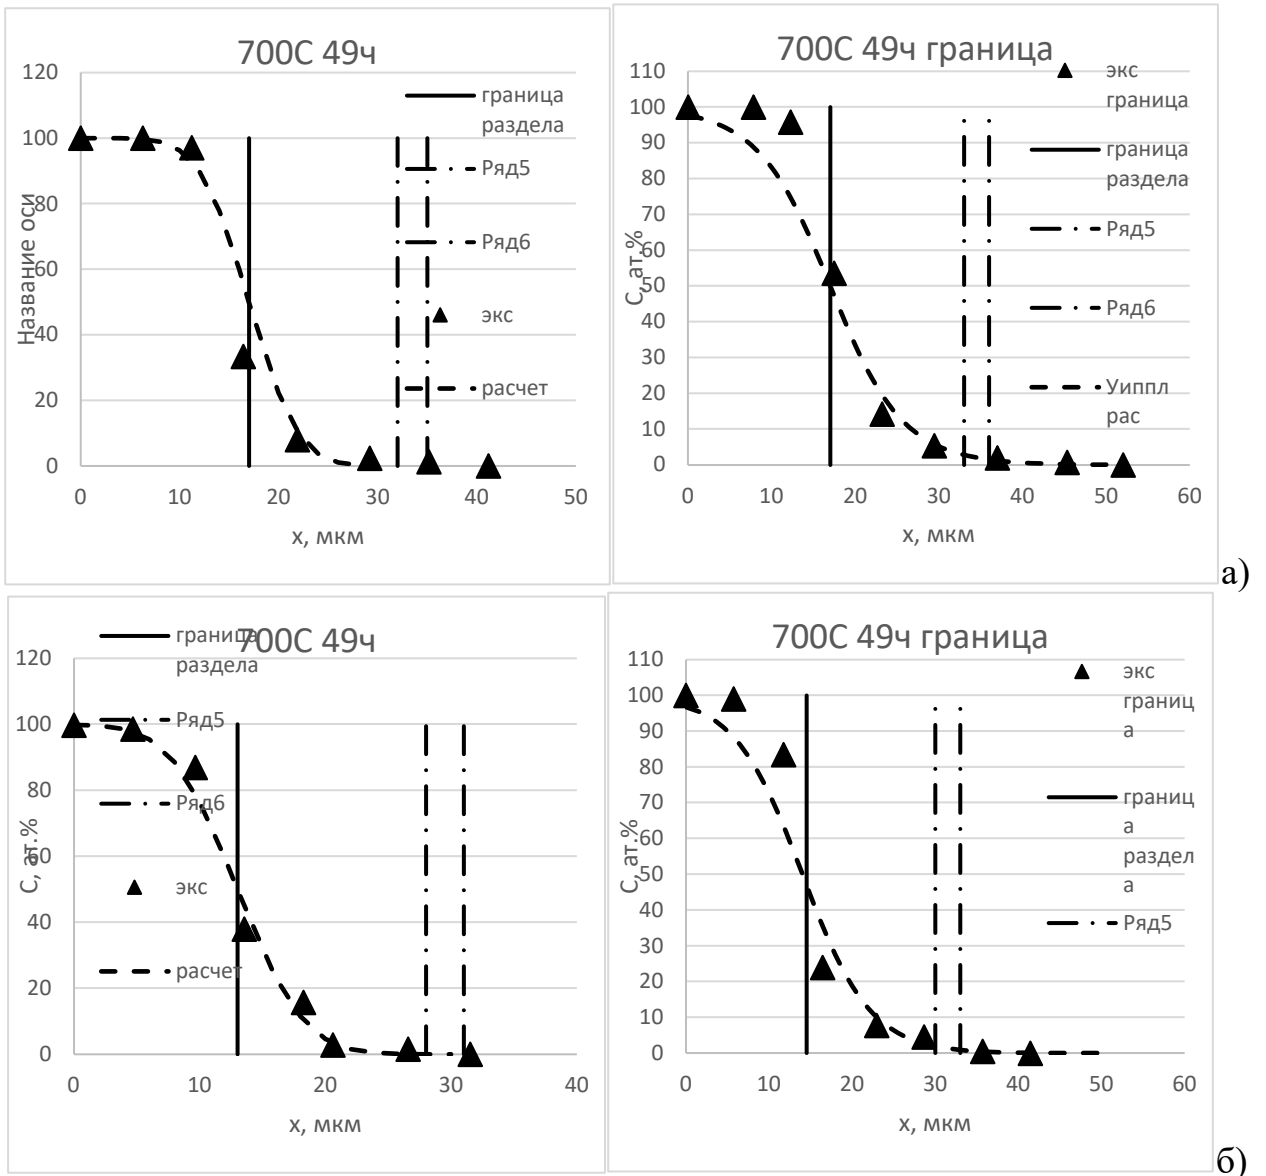 700С 49ч
120
100
80
60
40
20
0
0 10 20 30 40 50
Название оси
х, мкм
граница
раздела
Ряд5
Ряд6
экс
расчет
700С 49ч граница
110
100
90
80
70
60
50
40
30
20
10
0
0 10 20 30 40 50 60
С, ат.%
х, мкм
экс
граница
граница
раздела
Ряд5
Ряд6
Уиппл
рас
а)
700С 49ч
120
100
80
60
40
20
0
0 10 20 30 40
С, ат.%
х, мкм
граница
раздела
Ряд5
Ряд6
экс
расчет
700С 49ч граница
110
100
90
80
70
60
50
40
30
20
10
0
0 10 20 30 40 50 60
С, ат.%
х, мкм
экс
границ
а
границ
а
раздел
а
Ряд5
б)